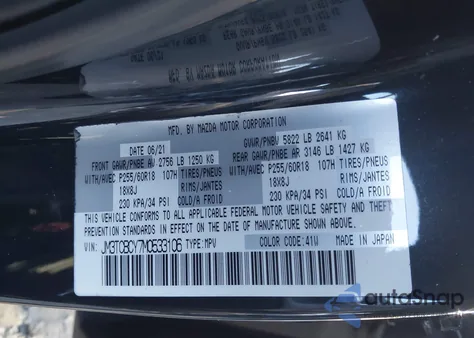 MFD. BY MAZDA MOTOR CORPORATION
DATE 06/21 GVWR/PNBV 5822 LB 2641 KG
FRONT GAWR/PNBE AV 2756 LB 1250 KG REAR GAWR/PNBE AR 3146 LB 1427 KG
WITH/AVEC P255/60R18 107H TIRES/PNEUS WITH/AVEC P255/60R18 107H TIRES/PNEUS
18X8J RIMS/JANTES 18X8J RIMS/JANTES
230 KPA/34 PSI COLD/A FROID 230 KPA/34 PSI COLD/A FROID
THIS VEHICLE CONFORMS TO ALL APPLICABLE FEDERAL MOTOR VEHICLE SAFETY AND THEFT
PREVENTION STANDARDS IN EFFECT ON THE DATE OF MANUFACTURE SHOWN ABOVE.
VIN: JM3TCBCY7M0533106 TYPE: MPV COLOR CODE: 41W MADE IN JAPAN
autoSnap